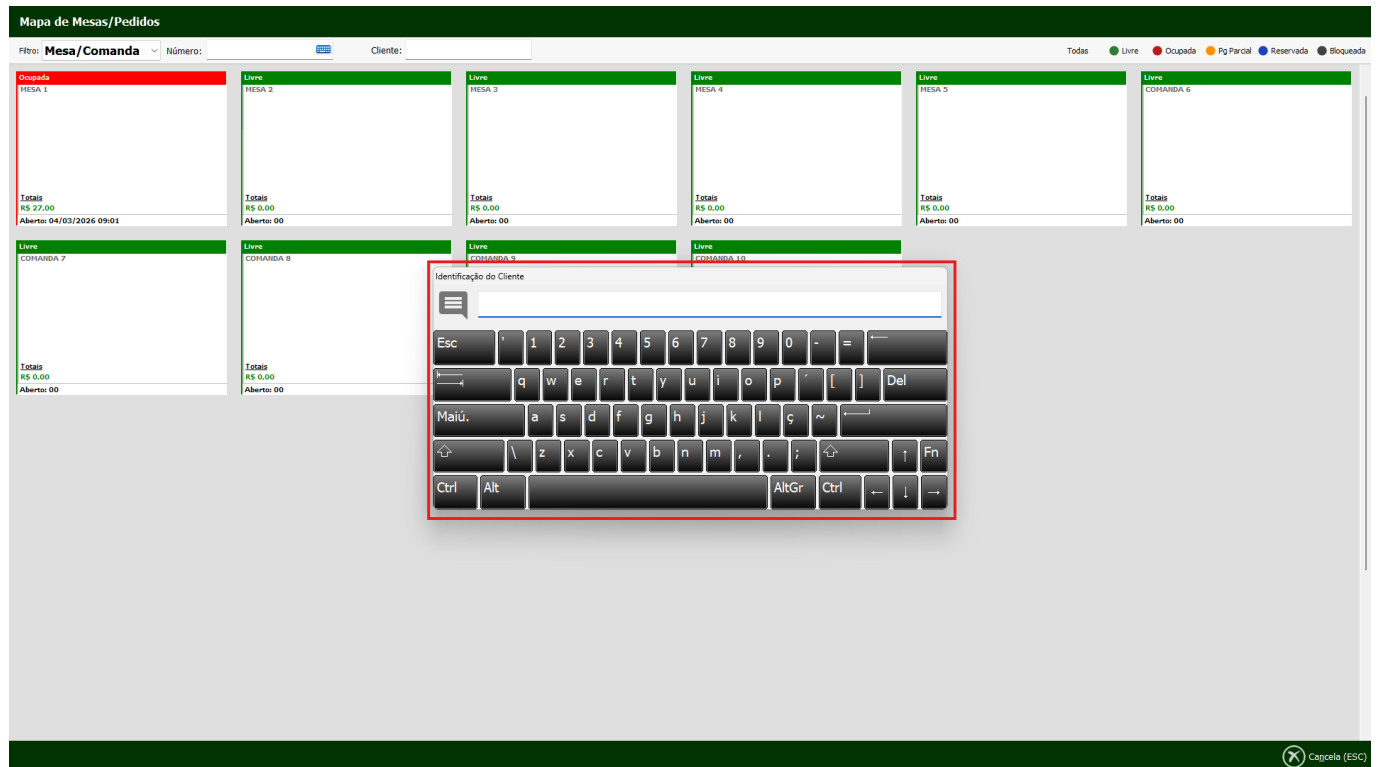 Mapa de Mesas/Pedidos
Filtro: Mesa/Comanda Número: Cliente: Todas Livre Ocupada Pg Parcial Reservada Bloqueada
Ocupada Livre Livre Livre Livre Livre
MESA 1 MESA 2 MESA 3 MESA 4 MESA 5 COMANDA 6
Totais Totais Totais Totais Totais Totais
R$ 27,00 R$ 0,00 R$ 0,00 R$ 0,00 R$ 0,00 R$ 0,00
Aberto: 04/03/2026 09:01 Aberto: 00 Aberto: 00 Aberto: 00 Aberto: 00 Aberto: 00
Livre Livre Livre Livre
COMANDA 7 COMANDA 8 COMANDA 9 COMANDA 10
Totais Totais
R$ 0,00 R$ 0,00
Aberto: 00 Aberto: 00
Identificação do Cliente
Esc ' 1 2 3 4 5 6 7 8 9 0 - = ←
q w e r t y u i o p ´ [ ] Del
Maiú. a s d f g h j k l ç ~
\ z x c v b n m , . ; ↑ Fn
Ctrl Alt AltGr Ctrl ← ↓ →
Cancela (ESC)